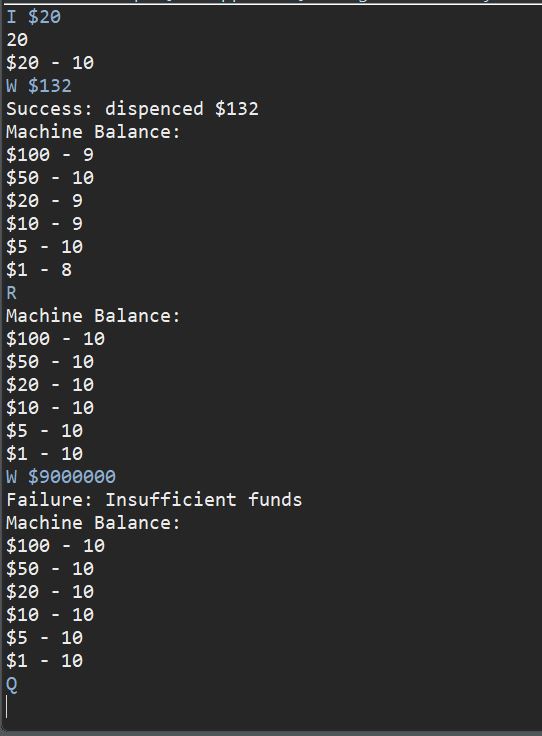 I $20
20
$20 - 10
W $132
Success: dispenced $132
Machine Balance:
$100 - 9
$50 - 10
$20 - 9
$10 - 9
$5 - 10
$1 - 8
R
Machine Balance:
$100 - 10
$50 - 10
$20 - 10
$10 - 10
$5 - 10
$1 - 10
W $9000000
Failure: Insufficient funds
Machine Balance:
$100 - 10
$50 - 10
$20 - 10
$10 - 10
$5 - 10
$1 - 10
Q